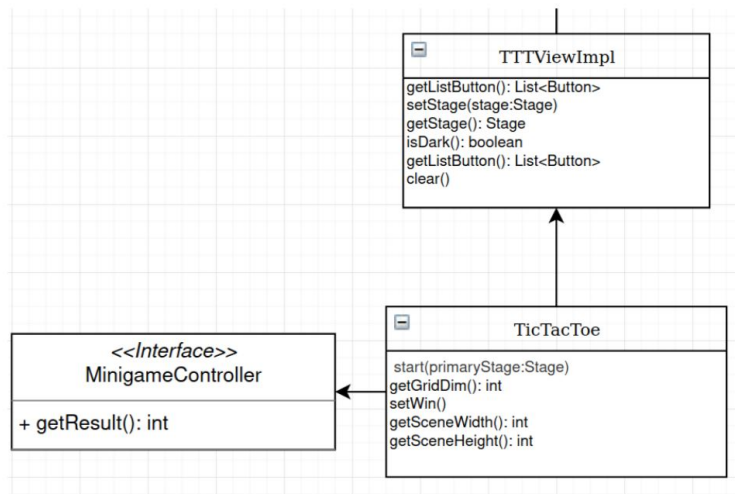 TTTViewImpl
getListButton(): List<Button>
setStage(stage:Stage)
getStage(): Stage
isDark(): boolean
getListButton(): List<Button>
clear()
<<Interface>>
MinigameController
+ getResult(): int
TicTacToe
start(primaryStage:Stage)
getGridDim(): int
setWin()
getSceneWidth(): int
getSceneHeight(): int